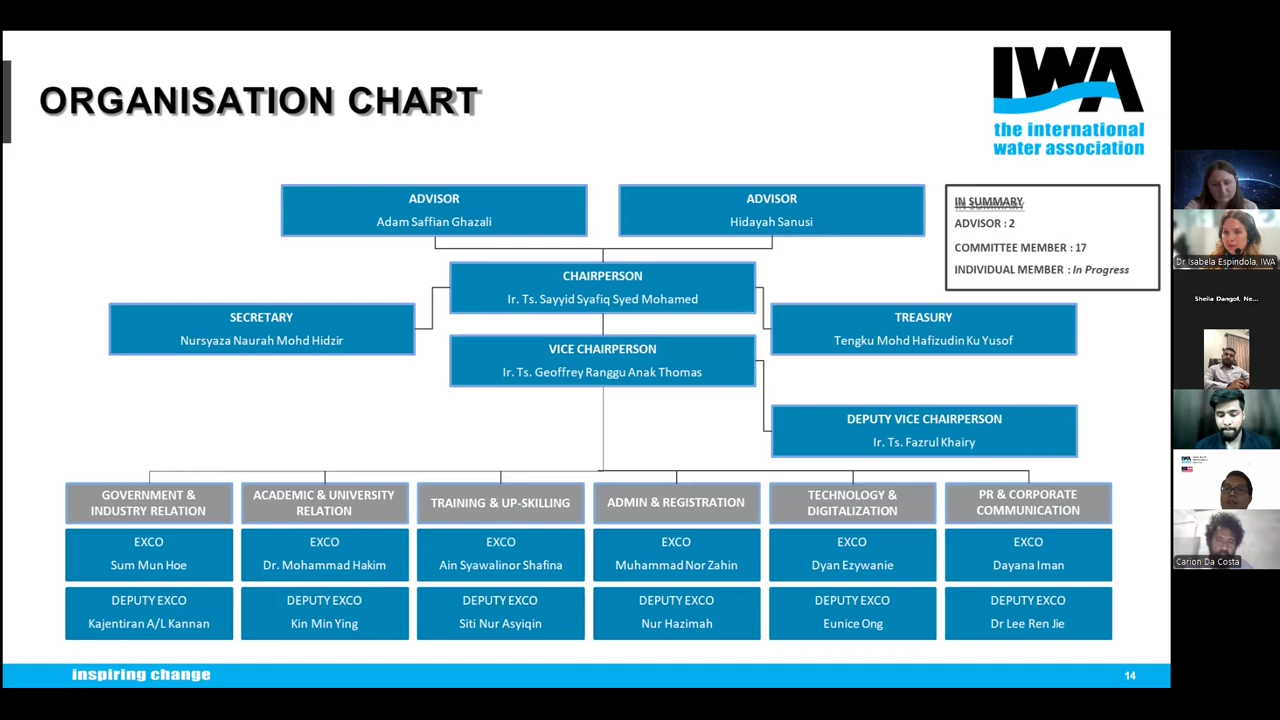 ORGANISATION CHART
IWA
the international
water association
ADVISOR
Adam Saffian Ghazali
ADVISOR
Hidayah Sanusi
IN SUMMARY
ADVISOR : 2
COMMITTEE MEMBER : 17
INDIVIDUAL MEMBER : In Progress
CHAIRPERSON
Ir. Ts. Sayyid Syafiq Syed Mohamed
SECRETARY
Nursyaza Naurah Mohd Hidzir
TREASURY
Tengku Mohd Hafizudin Ku Yusof
VICE CHAIRPERSON
Ir. Ts. Geoffrey Ranggu Anak Thomas
DEPUTY VICE CHAIRPERSON
Ir. Ts. Fazrul Khairy
GOVERNMENT &
INDUSTRY RELATION
EXCO
Sum Mun Hoe
DEPUTY EXCO
Kajentiran A/L Kannan
ACADEMIC & UNIVERSITY
RELATION
EXCO
Dr. Mohammad Hakim
DEPUTY EXCO
Kin Min Ying
TRAINING & UP-SKILLING
EXCO
Ain Syawalinor Shafina
DEPUTY EXCO
Siti Nur Asyiqin
ADMIN & REGISTRATION
EXCO
Muhammad Nor Zahin
DEPUTY EXCO
Nur Hazimah
TECHNOLOGY &
DIGITALIZATION
EXCO
Dyan Ezywanie
DEPUTY EXCO
Eunice Ong
PR & CORPORATE
COMMUNICATION
EXCO
Dayana Iman
DEPUTY EXCO
Dr Lee Ren Jie
inspiring change
14
Dr Isabela Espindola, IWA
Sheila Dangol, Ne...
Carion Da Costa